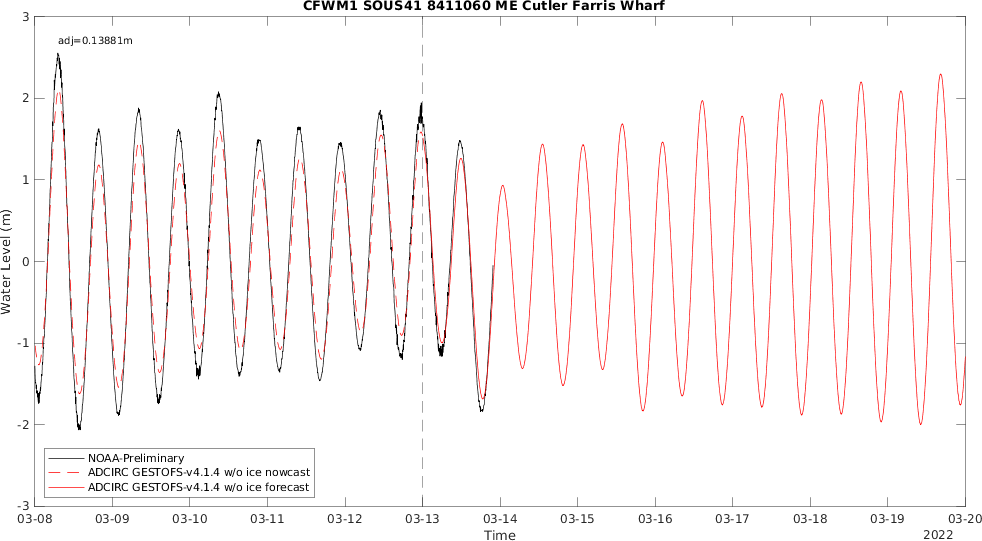 CFWM1 SOUS41 8411060 ME Cutler Farris Wharf
adj=0.13881m
3
2
1
0
-1
-2
-3
Water Level (m)
NOAA-Preliminary
ADCIRC GESTOFS-v4.1.4 w/o ice nowcast
ADCIRC GESTOFS-v4.1.4 w/o ice forecast
03-08 03-09 03-10 03-11 03-12 03-13 03-14 03-15 03-16 03-17 03-18 03-19 03-20
Time
2022